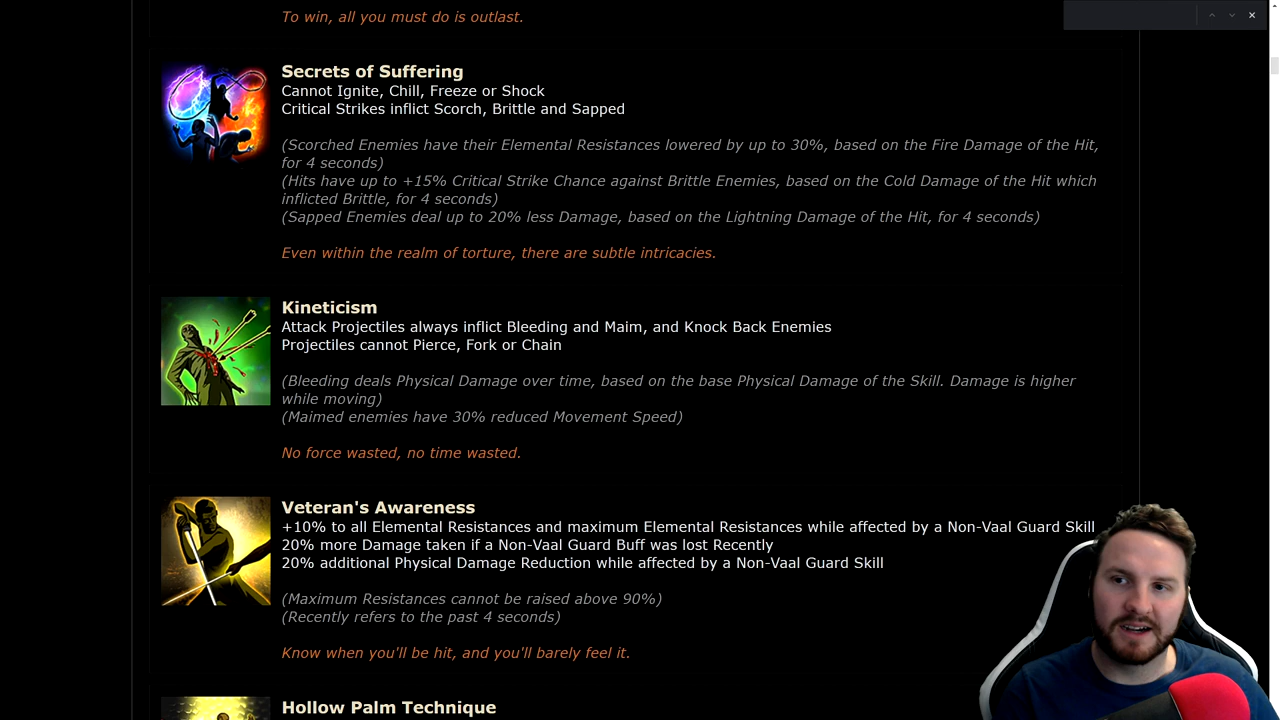 To win, all you must do is outlast.
Secrets of Suffering
Cannot Ignite, Chill, Freeze or Shock
Critical Strikes inflict Scorch, Brittle and Sapped
(Scorched Enemies have their Elemental Resistances lowered by up to 30%, based on the Fire Damage of the Hit,
for 4 seconds)
(Hits have up to +15% Critical Strike Chance against Brittle Enemies, based on the Cold Damage of the Hit which
inflicted Brittle, for 4 seconds)
(Sapped Enemies deal up to 20% less Damage, based on the Lightning Damage of the Hit, for 4 seconds)
Even within the realm of torture, there are subtle intricacies.
Kineticism
Attack Projectiles always inflict Bleeding and Maim, and Knock Back Enemies
Projectiles cannot Pierce, Fork or Chain
(Bleeding deals Physical Damage over time, based on the base Physical Damage of the Skill. Damage is higher
while moving)
(Maimed enemies have 30% reduced Movement Speed)
No force wasted, no time wasted.
Veteran's Awareness
+10% to all Elemental Resistances and maximum Elemental Resistances while affected by a Non-Vaal Guard Skill
20% more Damage taken if a Non-Vaal Guard Buff was lost Recently
20% additional Physical Damage Reduction while affected by a Non-Vaal Guard Skill
(Maximum Resistances cannot be raised above 90%)
(Recently refers to the past 4 seconds)
Know when you'll be hit, and you'll barely feel it.
Hollow Palm Technique